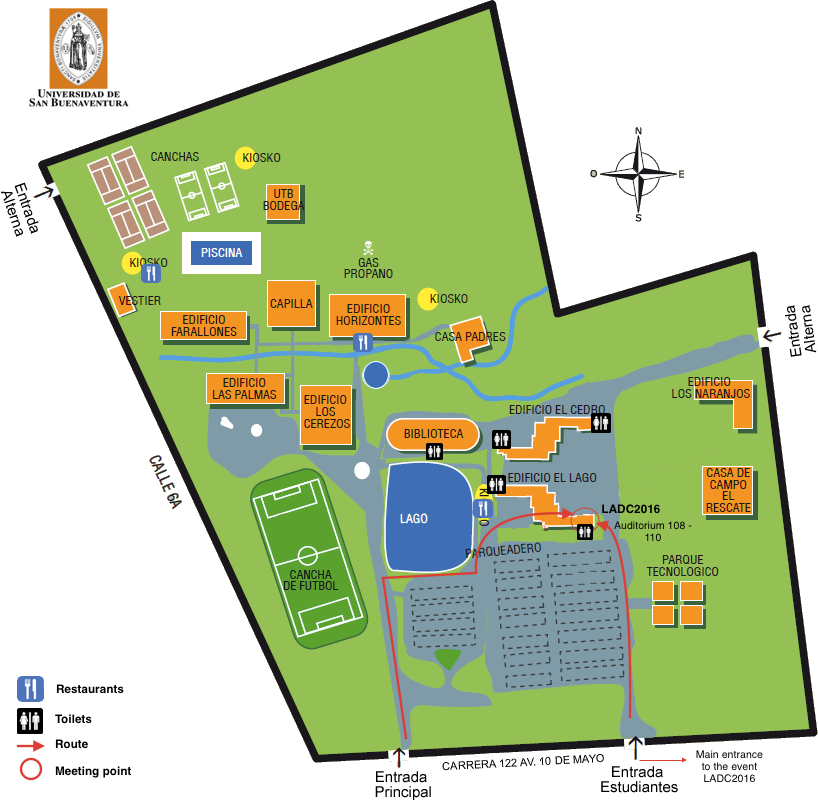 UNIVERSIDAD DE
SAN BUENAVENTURA
N
O
E
S
Entrada
Alterna
CANCHAS
KIOSKO
UTB
BODEGA
PISCINA
KIOSKO
GAS
PROPANO
VESTIER
CAPILLA
KIOSKO
EDIFICIO
FARALLONES
EDIFICIO
HORIZONTES
CASA PADRES
Entrada
Alterna
EDIFICIO
LAS PALMAS
EDIFICIO
LOS
CEREZOS
EDIFICIO
LOS NARANJOS
EDIFICIO EL CEDRO
BIBLIOTECA
CALLE 6A
EDIFICIO EL LAGO
CASA DE
CAMPO
EL
RESCATE
LAGO
LADC2016
Auditorium 108 -
110
PARQUEADERO
PARQUE
TECNOLOGICO
CANCHA
DE FUTBOL
Restaurants
Toilets
Route
Meeting point
CARRERA 122 AV. 10 DE MAYO
Entrada
Principal
Entrada
Estudiantes
Main entrance
to the event
LADC2016